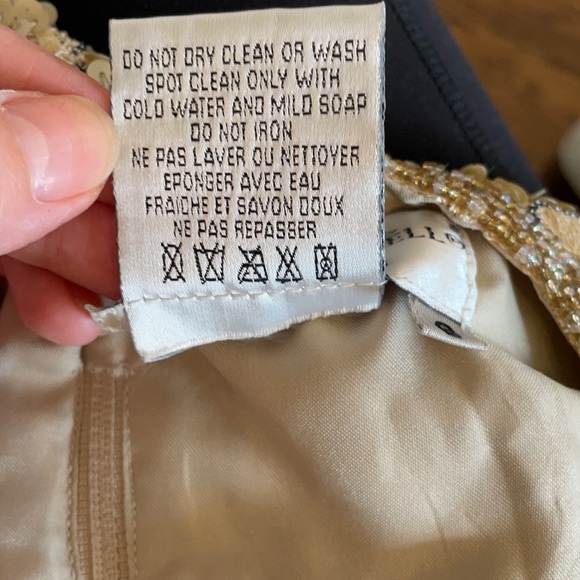 DO NOT DRY CLEAN OR WASH
SPOT CLEAN ONLY WITH
COLD WATER AND MILD SOAP
DO NOT IRON
NE PAS LAVER OU NETTOYER
EPONGER AVEC EAU
FRAICHE ET SAVON DOUX
NE PAS REPASSER
ELL